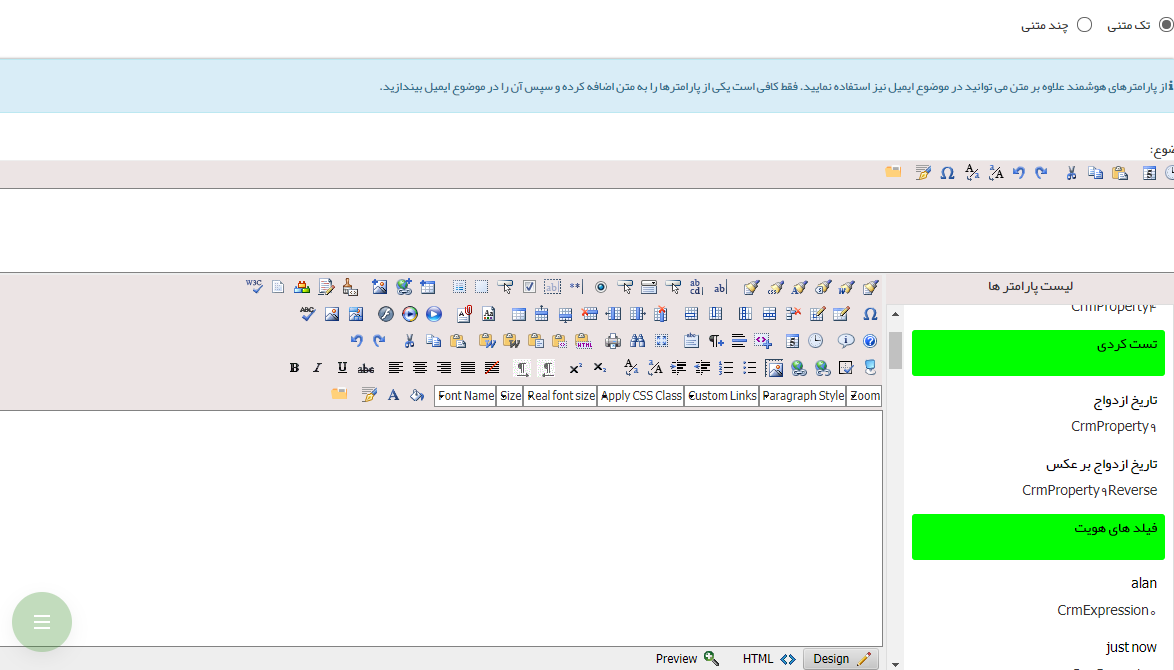 تک متنی
چند متنی
از پارامترهای هوشمند علاوه بر متن می توانید در موضوع ایمیل نیز استفاده نمایید. فقط کافی است یکی از پارامترها را به متن اضافه کرده و سپس آن را در موضوع ایمیل بیندازید.
ضوع:
لیست پارامتر ها
CrmProperty۴
تست کردی
تاریخ ازدواج
CrmProperty۹
تاریخ ازدواج بر عکس
CrmProperty۹Reverse
فیلد های هویت
alan
CrmExpression۰
just now
Font Name Size Real font size Apply CSS Class Custom Links Paragraph Style Zoom
Design HTML Preview